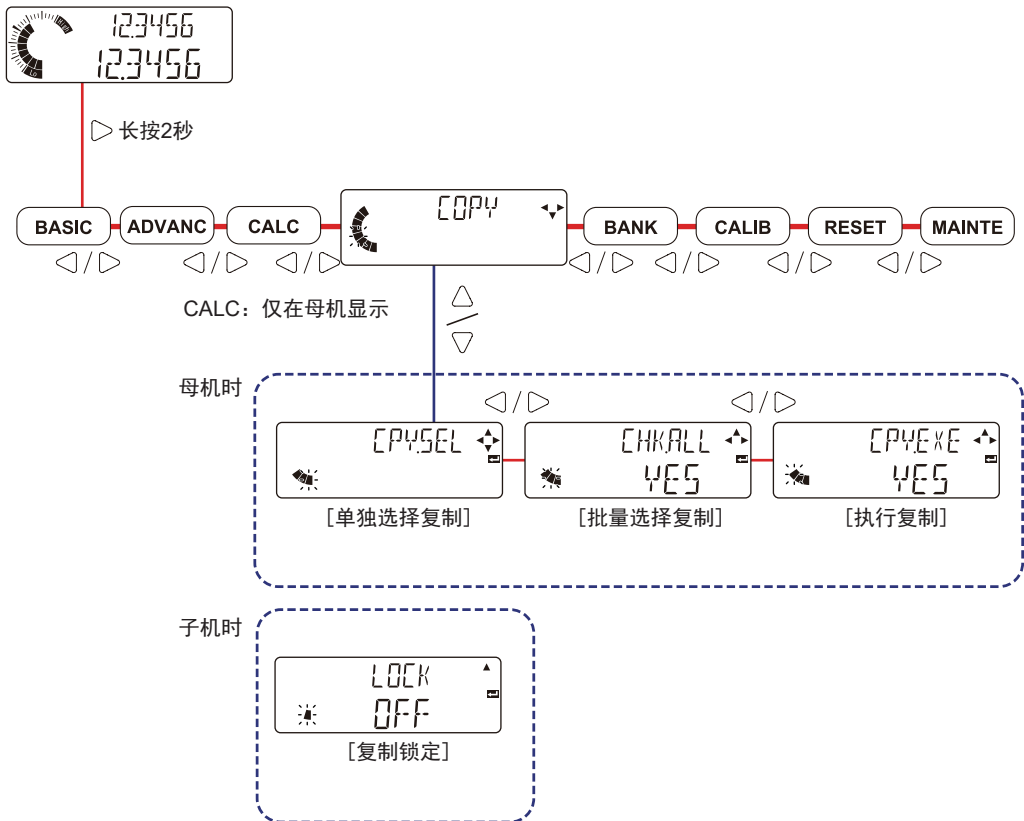 12.3456
12.3456
长按2秒
BASIC ADVANC CALC COPY BANK CALIB RESET MAINTE
CALC：仅在母机显示
母机时
CPY.SEL CHK.ALL CPY.EXE
YES YES
[单独选择复制] [批量选择复制] [执行复制]
子机时
LOCK
OFF
[复制锁定]